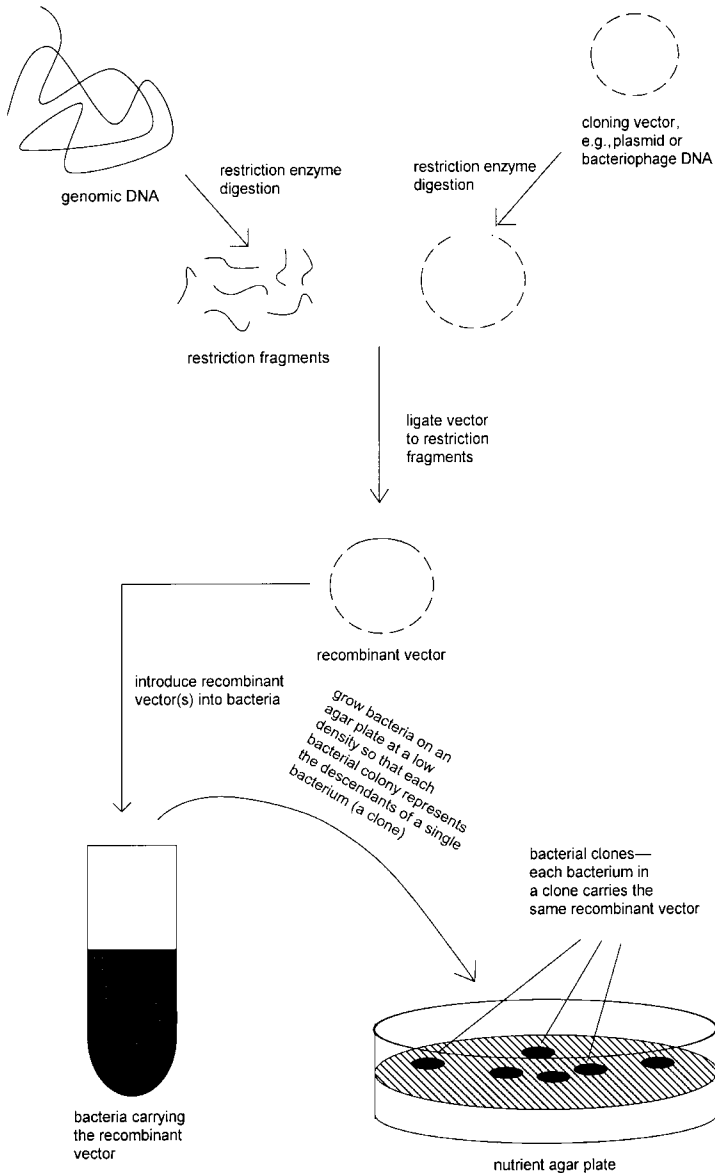 cloning vector,
e.g.,plasmid or
bacteriophage DNA
genomic DNA
restriction enzyme
digestion
restriction enzyme
digestion
restriction fragments
ligate vector
to restriction
fragments
recombinant vector
introduce recombinant
vector(s) into bacteria
grow bacteria on an
agar plate at a low
density so that each
bacterial colony represents
the descendants of a single
bacterium (a clone)
bacterial clones—
each bacterium in
a clone carries the
same recombinant vector
bacteria carrying
the recombinant
vector
nutrient agar plate